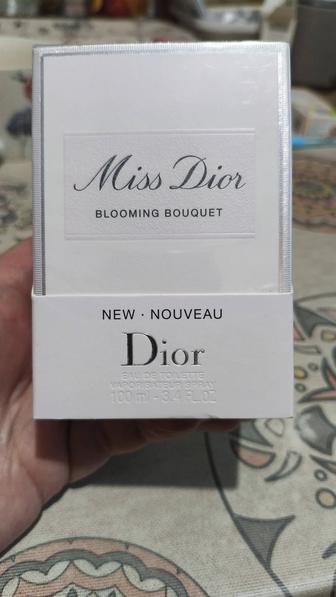 Miss Dior
BLOOMING BOUQUET
NEW · NOUVEAU
Dior
EAU DE TOILETTE
VAPORISATEUR SPRAY
100 ml - 3.4 FL.OZ